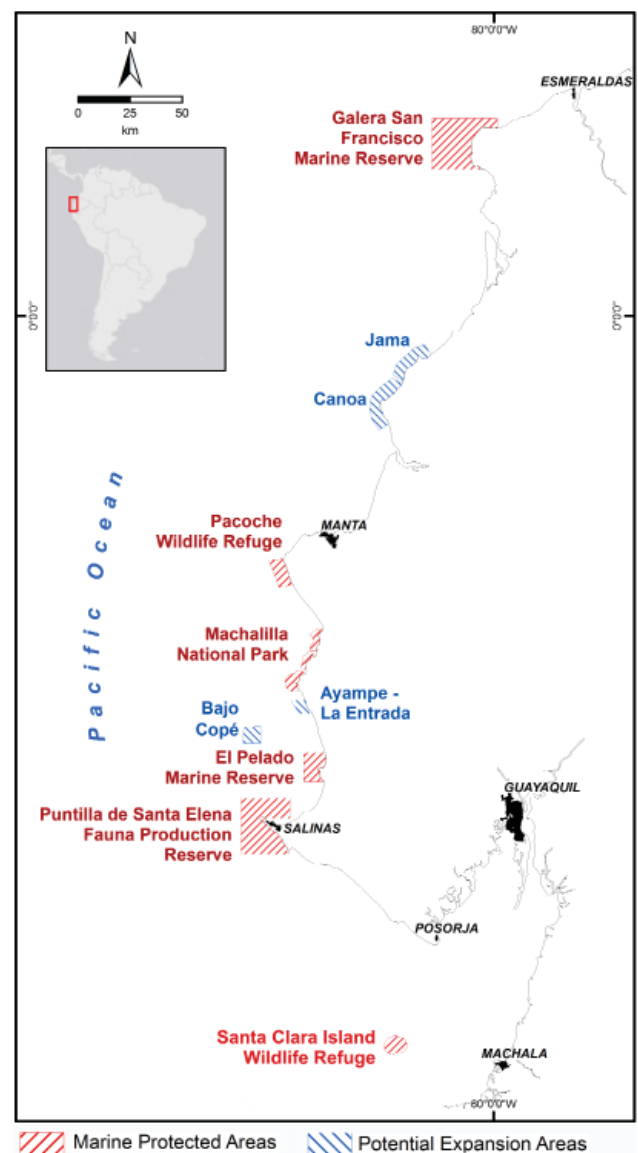 80°0'0"W
N
0 25 50
km
ESMERALDAS
Galera San
Francisco
Marine Reserve
0°0'0"
0°0'0"
Jama
Canoa
Pacific Ocean
Pacoche
Wildlife Refuge
MANTA
Machalilla
National Park
Ayampe -
La Entrada
Bajo
Copé
El Pelado
Marine Reserve
GUAYAQUIL
Puntilla de Santa Elena
Fauna Production
Reserve
SALINAS
POSORJA
Santa Clara Island
Wildlife Refuge
MACHALA
80°0'0"W
Marine Protected Areas
Potential Expansion Areas